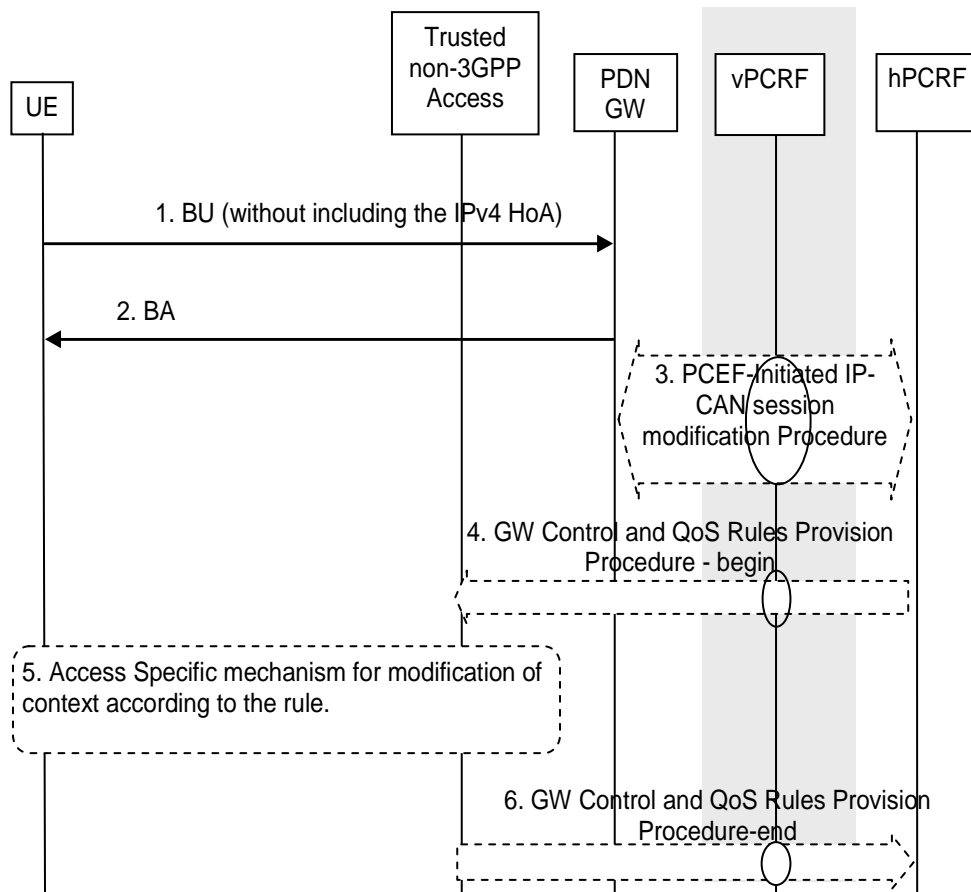 Trusted
non-3GPP
Access
UE
PDN
GW
vPCRF
hPCRF
1. BU (without including the IPv4 HoA)
2. BA
3. PCEF-Initiated IP-
CAN session
modification Procedure
4. GW Control and QoS Rules Provision
Procedure - begin
5. Access Specific mechanism for modification of
context according to the rule.
6. GW Control and QoS Rules Provision
Procedure-end